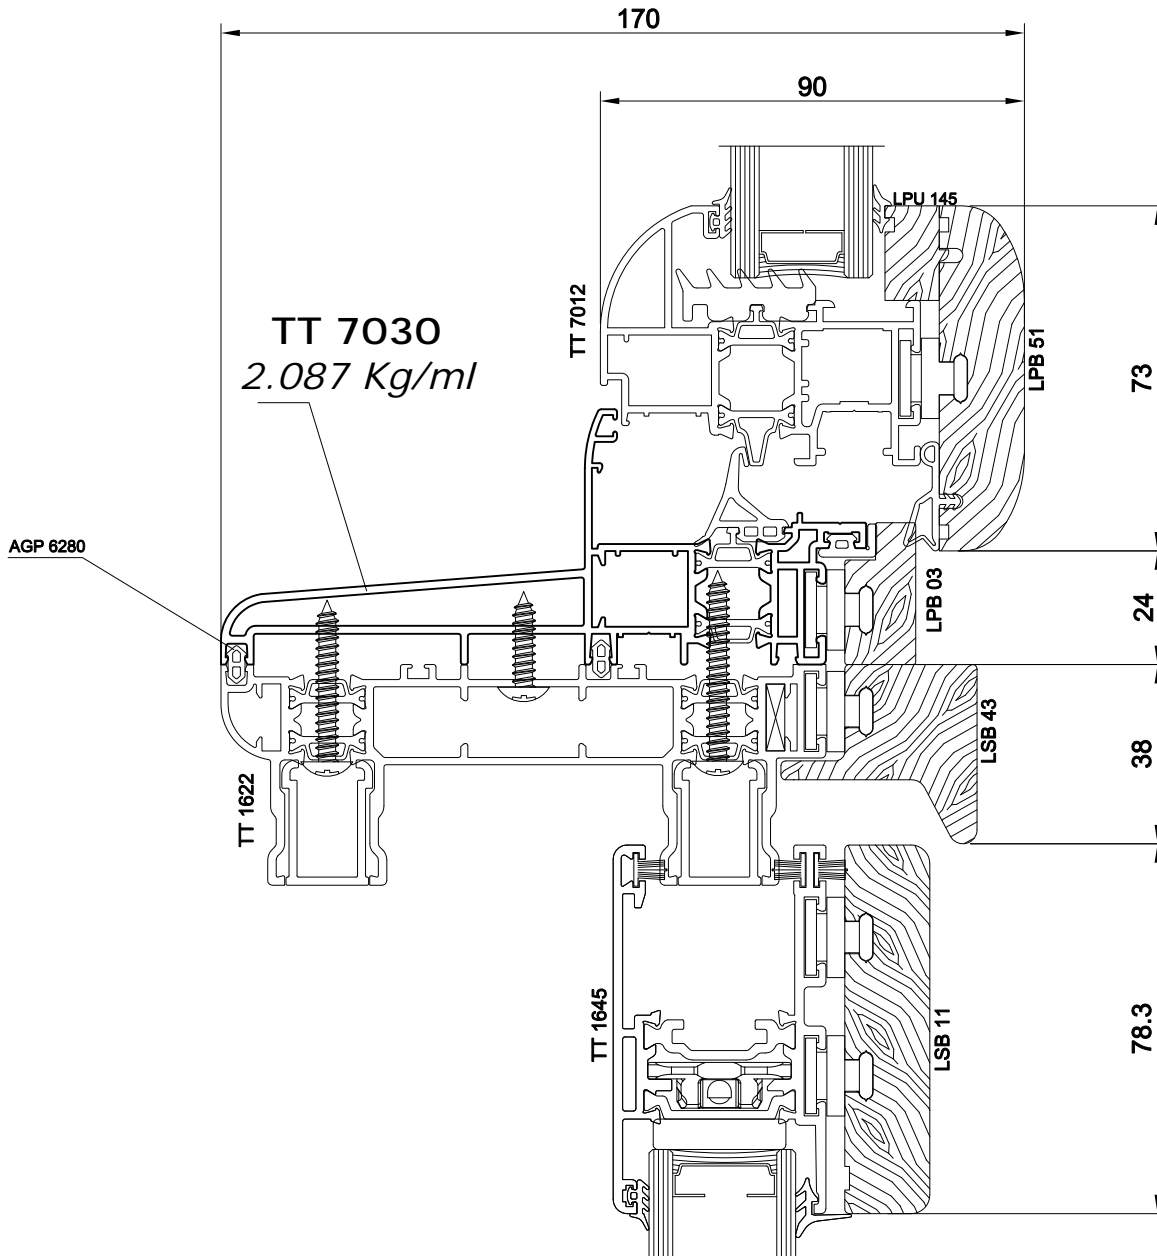 170
90
LPU 145
TT 7012
TT 7030
2.087 Kg/ml
LPB 51
73
AGP 6280
LPB 03
24
LSB 43
38
TT 1622
TT 1645
LSB 11
78.3